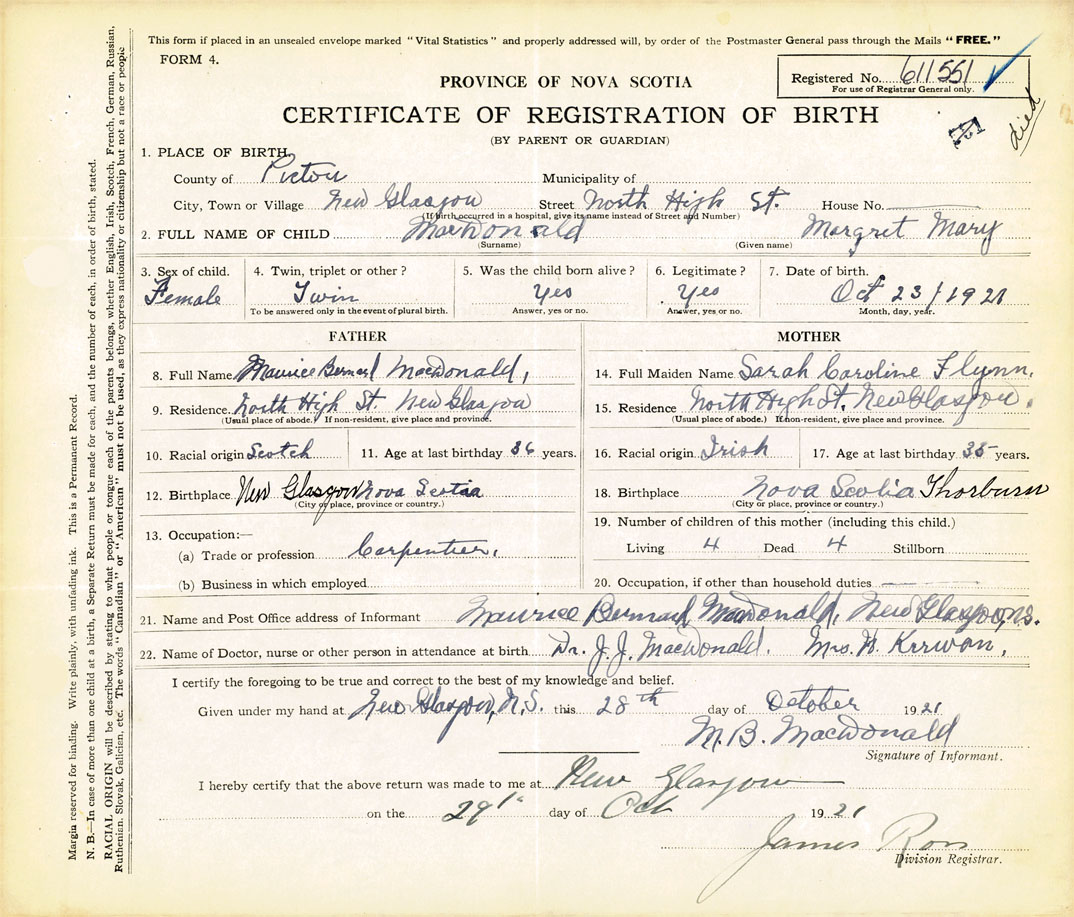 This form if placed in an unsealed envelope marked "Vital Statistics" and properly addressed will, by order of the Postmaster General pass through the Mails "FREE."
FORM 4.
Registered No. 611551
For use of Registrar General only.
PROVINCE OF NOVA SCOTIA
CERTIFICATE OF REGISTRATION OF BIRTH
died
(BY PARENT OR GUARDIAN)
1. PLACE OF BIRTH
County of Pictou Municipality of
City, Town or Village New Glasgow Street North High St. House No.
(If birth occurred in a hospital, give its name instead of Street and Number)
2. FULL NAME OF CHILD MacDonald Margret Mary
(Surname) (Given name)
3. Sex of child. 4. Twin, triplet or other? 5. Was the child born alive? 6. Legitimate? 7. Date of birth.
Female Twin Yes Yes Oct 23/1921
To be answered only in the event of plural birth. Answer, yes or no. Answer, yes or no. Month, day, year.
FATHER MOTHER
8. Full Name Maurice Bernard MacDonald, 14. Full Maiden Name Sarah Caroline Flynn.
9. Residence North High St. New Glasgow 15. Residence North High St. New Glasgow.
(Usual place of abode.) If non-resident, give place and province. (Usual place of abode.) If non-resident, give place and province.
10. Racial origin Scotch 11. Age at last birthday 36 years. 16. Racial origin Irish 17. Age at last birthday 35 years.
12. Birthplace New Glasgow Nova Scotia 18. Birthplace Nova Scotia Thorburn
(City or place, province or country.) (City or place, province or country.)
13. Occupation:— 19. Number of children of this mother (including this child.)
(a) Trade or profession Carpentier, Living 4 Dead 4 Stillborn
(b) Business in which employed 20. Occupation, if other than household duties
21. Name and Post Office address of Informant Maurice Bernard MacDonald, New Glasgow, N.S.
22. Name of Doctor, nurse or other person in attendance at birth Dr. J. J. MacDonald. Mrs. Kirwan,
I certify the foregoing to be true and correct to the best of my knowledge and belief.
Given under my hand at New Glasgow, N.S. this 28th day of October 1921
M. B. MacDonald
Signature of Informant.
I hereby certify that the above return was made to me at New Glasgow
on the 29th day of Oct 1921
James Ross
Division Registrar.
Margin reserved for binding. Write plainly, with unfading ink. This is a Permanent Record.
N. B.—In case of more than one child at a birth, a Separate Return must be made for each, and the number of each, in order of birth, stated.
RACIAL ORIGIN will be described by stating to what people or tongue each of the parents belongs, whether English, Irish, Scotch, French, German, Russian,
Ruthenian. Slovak, Galician, etc. The words "Canadian" or "American" must not be used, as they express nationality or citizenship but not a race or people